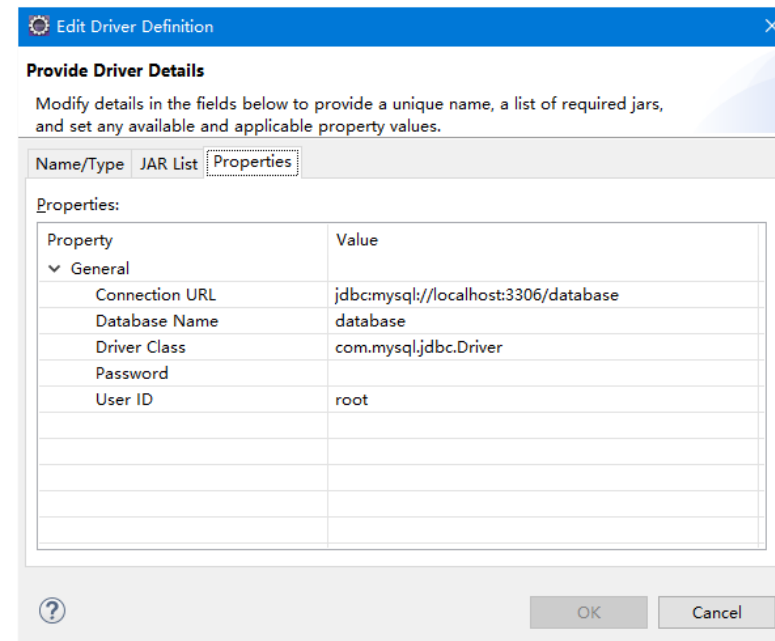 Edit Driver Definition
Provide Driver Details
Modify details in the fields below to provide a unique name, a list of required jars,
and set any available and applicable property values.
Name/Type JAR List Properties
Properties:
Property Value
General
Connection URL jdbc:mysql://localhost:3306/database
Database Name database
Driver Class com.mysql.jdbc.Driver
Password
User ID root
? OK Cancel